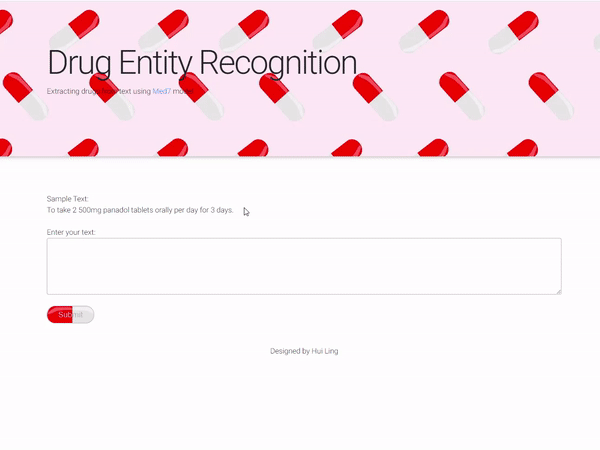 Drug Entity Recognition
Extracting drugs from text using Med7 model
Sample Text:
To take 2 500mg panadol tablets orally per day for 3 days.
Enter your text:
Submit
Designed by Hui Ling